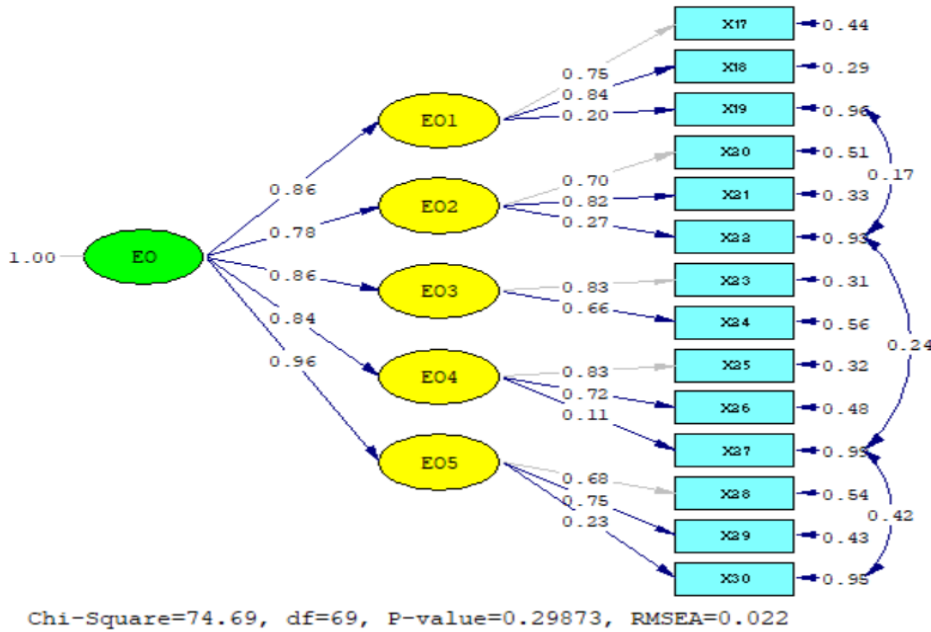 X17
0.44
0.75
X18
0.29
0.84
EO1
X19
0.96
0.20
X20
0.51
0.17
0.86
0.70
X21
0.33
0.82
EO2
0.27
X22
0.93
0.78
1.00
EO
X23
0.31
0.86
0.83
EO3
0.66
X24
0.56
0.84
0.24
0.96
X25
0.32
0.83
EO4
0.72
X26
0.48
0.11
X27
0.99
EO5
0.68
X28
0.54
0.75
0.42
0.23
X29
0.43
X30
0.95
Chi-Square=74.69, df=69, P-value=0.29873, RMSEA=0.022